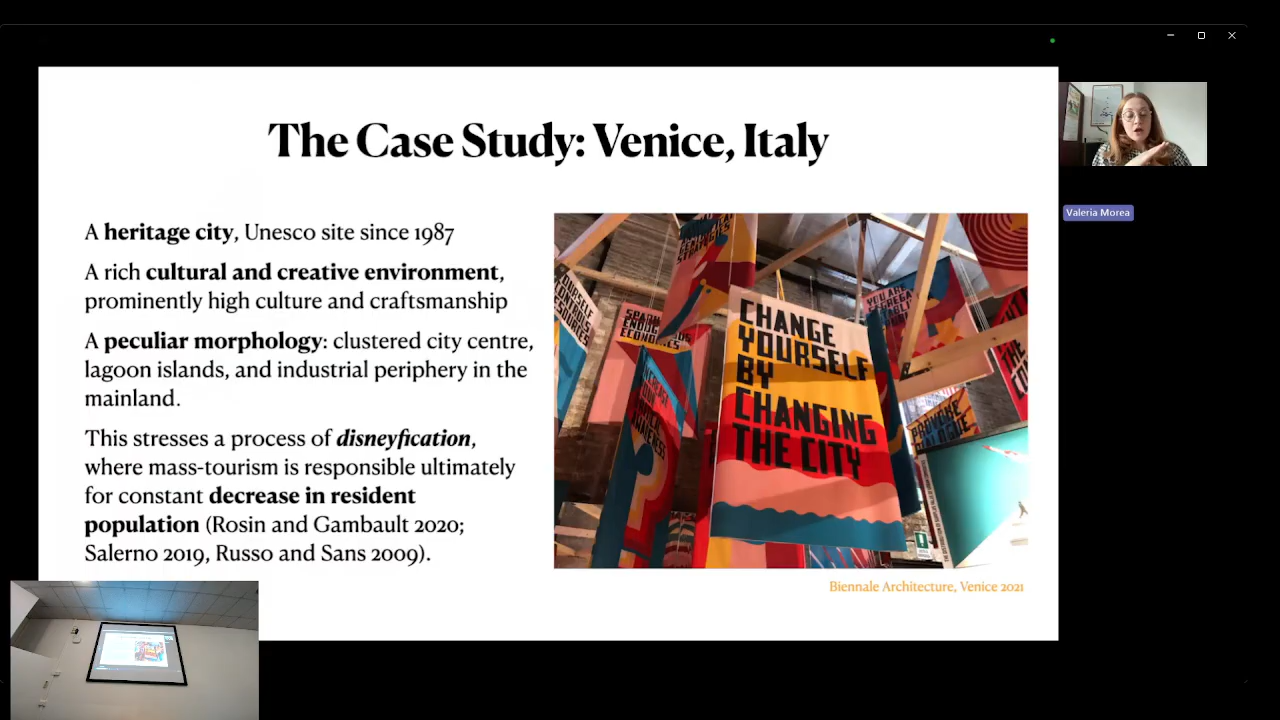 The Case Study: Venice, Italy
A heritage city, Unesco site since 1987
A rich cultural and creative environment,
prominently high culture and craftsmanship
A peculiar morphology: clustered city centre,
lagoon islands, and industrial periphery in the
mainland.
This stresses a process of disneyfication,
where mass-tourism is responsible ultimately
for constant decrease in resident
population (Rosin and Gambault 2020;
Salerno 2019, Russo and Sans 2009).
CHANGE
YOURSELF
BY
CHANGING
THE CITY
PROVOKE
DIALOGUE
Biennale Architecture, Venice 2021
Valeria Morea